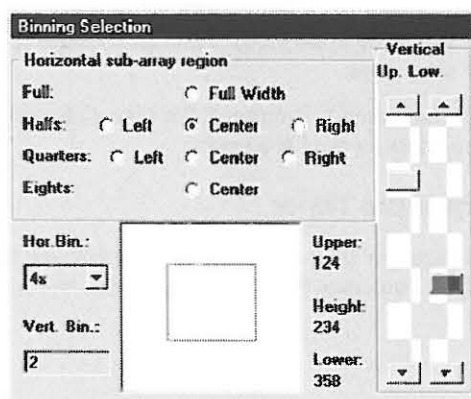 Binning Selection
Horizontal sub-array region
Full: Full Width
Halfs: Left Center Right
Quarters: Left Center Right
Eights: Center
Vertical
Up. Low.
Hor.Bin.:
4x
Vert. Bin.:
2
Upper:
124
Height:
234
Lower:
358